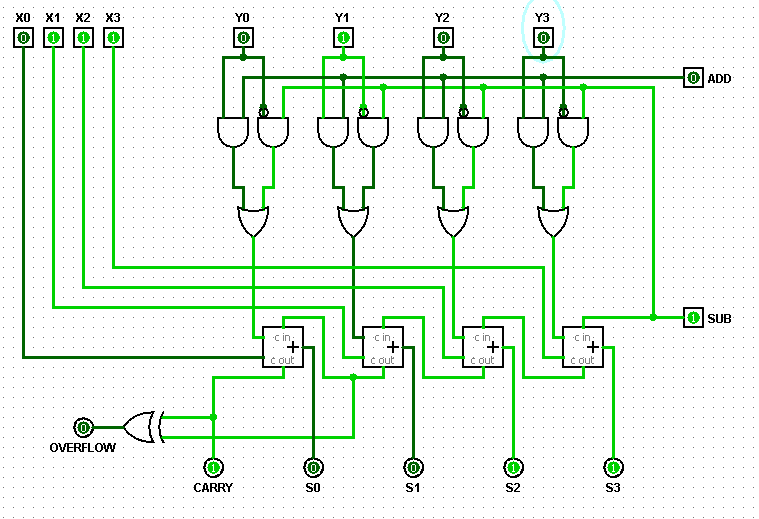 X0 X1 X2 X3 Y0 Y1 Y2 Y3
0 1 1 1 0 1 0 0
0 ADD
1 SUB
c in c in c in c in
+ + + +
c out c out c out c out
0
OVERFLOW
1 0 0 1 1
CARRY S0 S1 S2 S3